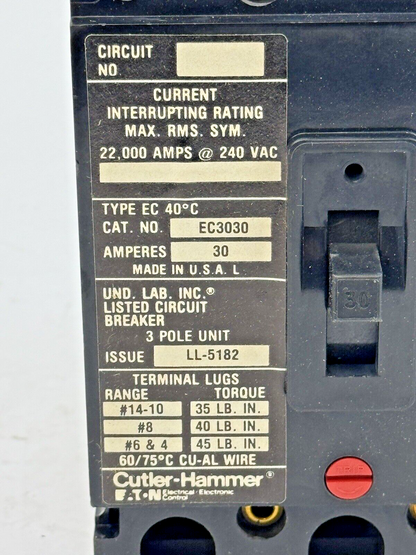 CIRCUIT
NO
CURRENT
INTERRUPTING RATING
MAX. RMS. SYM.
22,000 AMPS @ 240 VAC
TYPE EC 40°C
CAT. NO. EC3030
AMPERES 30
MADE IN U.S.A. L
UND. LAB. INC.®
LISTED CIRCUIT
BREAKER
3 POLE UNIT
ISSUE LL-5182
TERMINAL LUGS
RANGE TORQUE
#14-10 35 LB. IN.
#8 40 LB. IN.
#6 & 4 45 LB. IN.
60/75°C CU-AL WIRE
Cutler-Hammer®
EATON Electrical · Electronic
Control
30